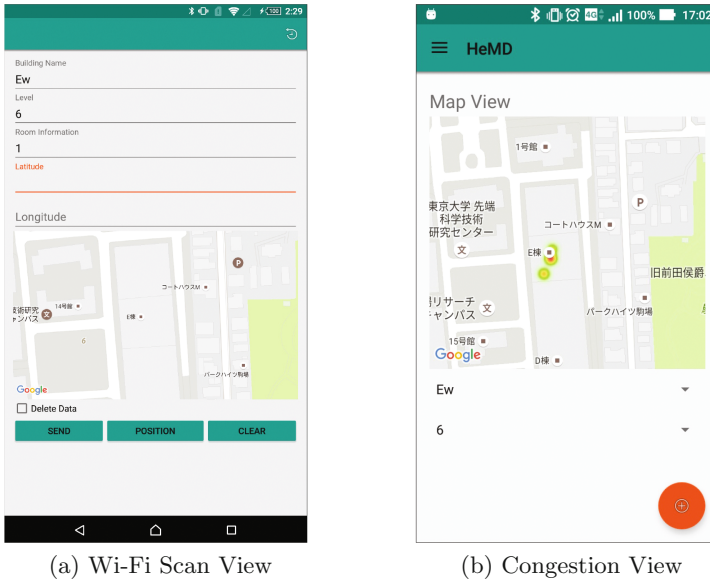 2:29
Building Name
Ew
Level
6
Room Information
1
Latitude
Longitude
コートハウスM
14号館
E棟
6
パークハイツ駒場
Google
Delete Data
SEND POSITION CLEAR
(a) Wi-Fi Scan View
4G 100% 17:02
HeMD
Map View
1号館
P
東京大学 先端
科学技術
研究センター
文
コートハウスM
E棟
旧前田侯爵
リサーチ
ャンパス
文
パークハイツ駒場
15号館
Google
D棟
Ew
6
(b) Congestion View